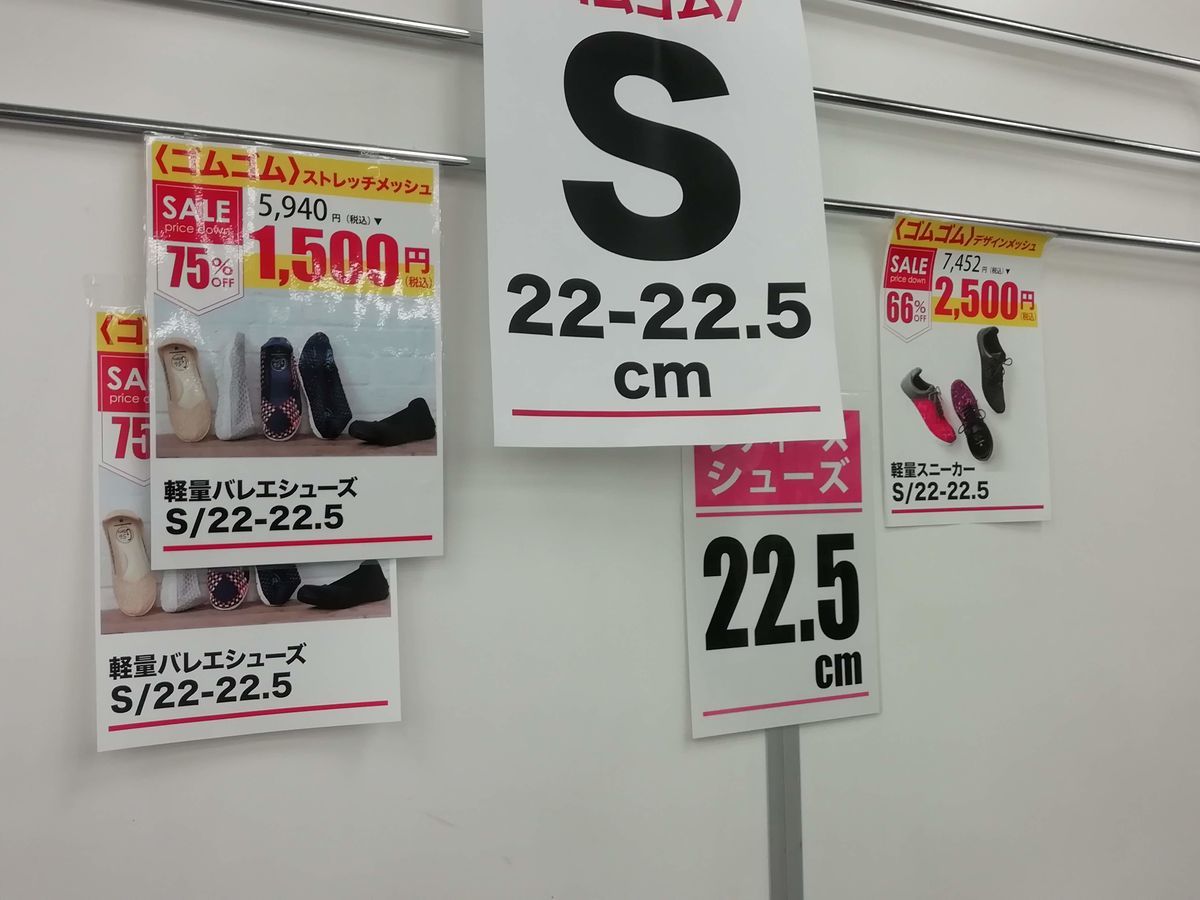 〈ゴムゴム〉ストレッチメッシュ
SALE
price down
75%
OFF
5,940円(税込)▼
1,500円
(税込)
軽量バレエシューズ
S/22-22.5
〈ゴ
SA
price d
75
軽量バレエシューズ
S/22-22.5
ムゴム〉
S
22-22.5
cm
シューズ
22.5
cm
〈ゴムゴム〉デザインメッシュ
SALE
price down
66%
OFF
7,452円(税込)▼
2,500円
(税込)
軽量スニーカー
S/22-22.5